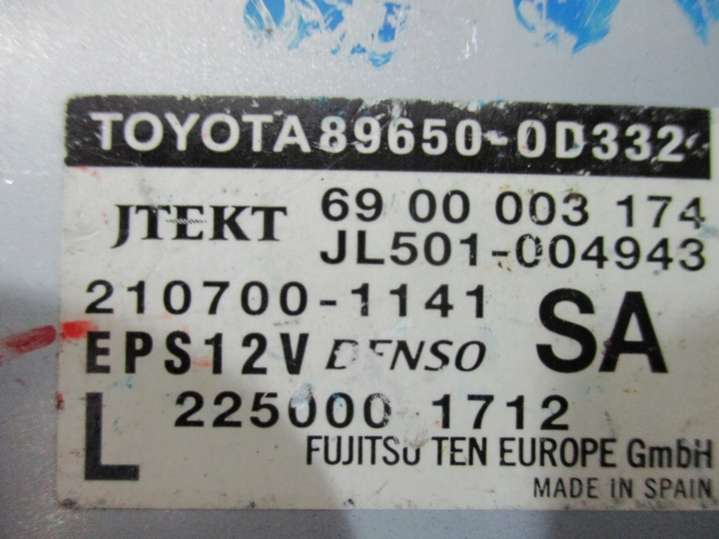 TOYOTA 89650-0D332
JTEKT 69 00 003 174
JL501-004943
210700-1141
SA
EPS12V DENSO
L 225000 1712
FUJITSU TEN EUROPE GmbH
MADE IN SPAIN